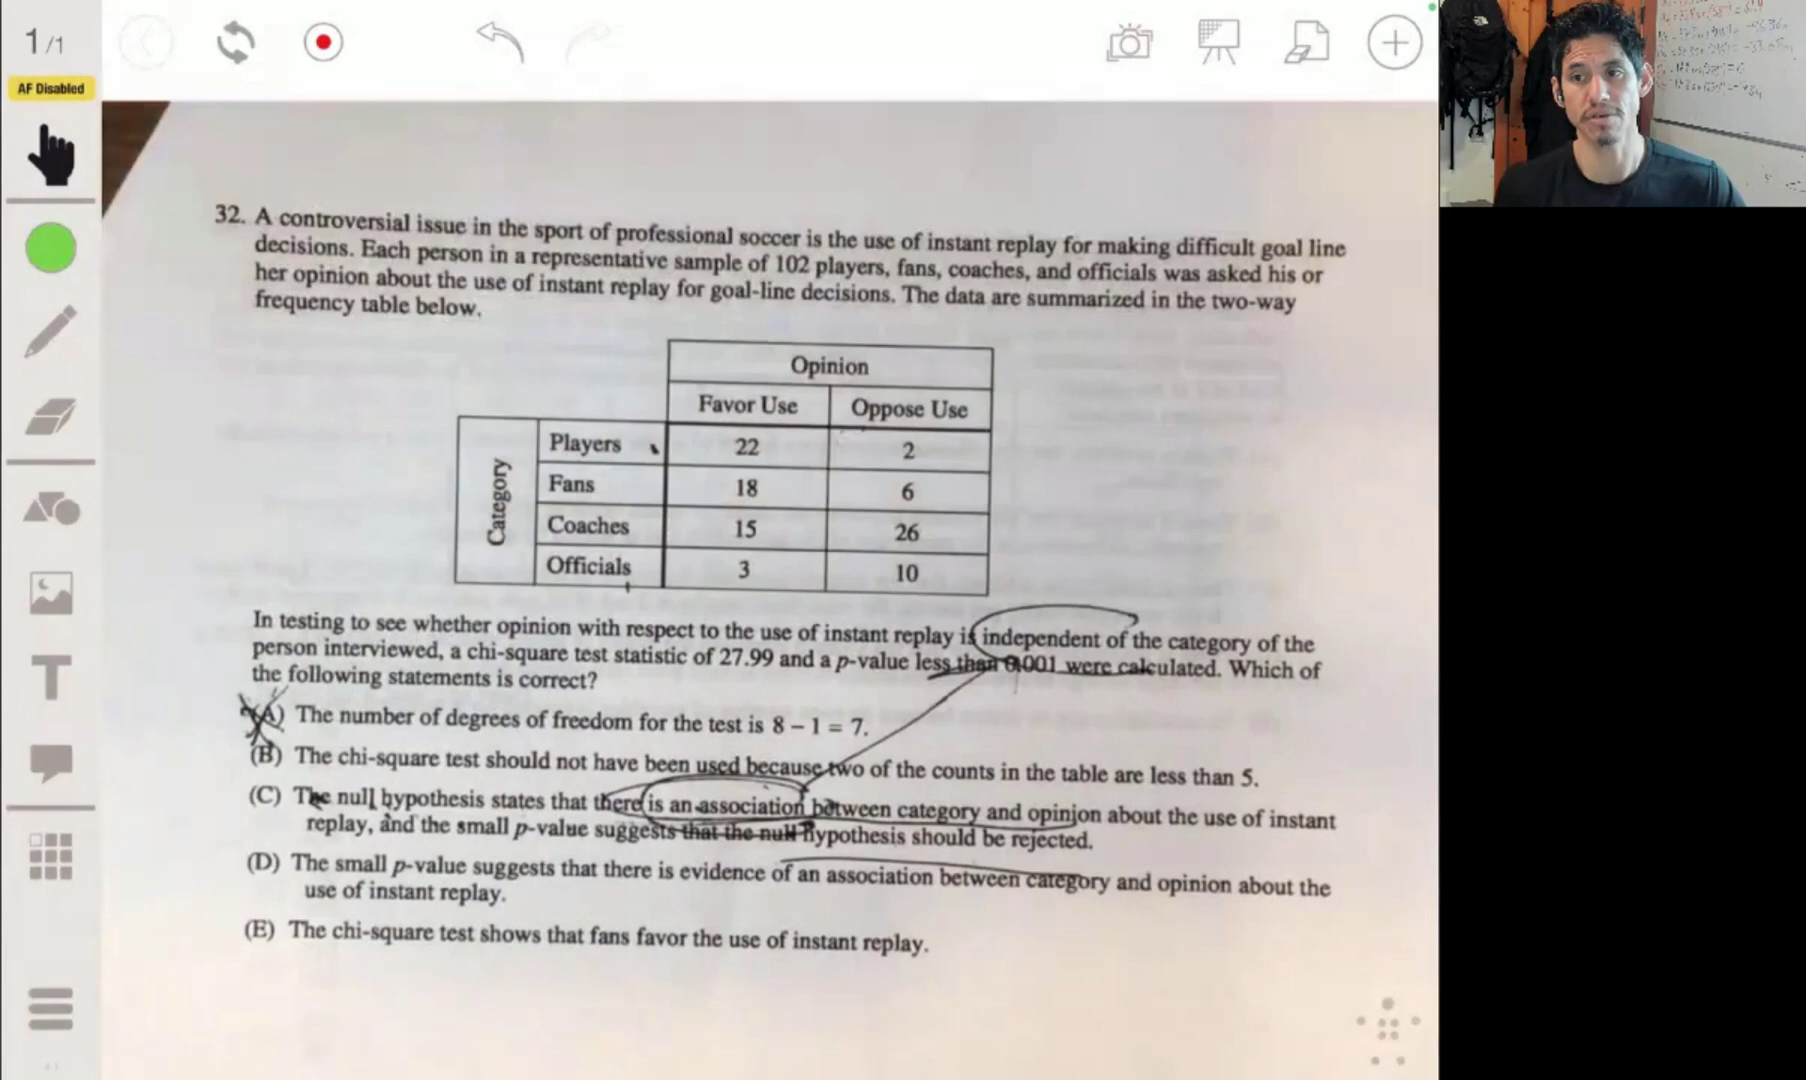 1/1
AF Disabled
32. A controversial issue in the sport of professional soccer is the use of instant replay for making difficult goal line
decisions. Each person in a representative sample of 102 players, fans, coaches, and officials was asked his or
her opinion about the use of instant replay for goal-line decisions. The data are summarized in the two-way
frequency table below.
Opinion
Favor Use Oppose Use
Category
Players 22 2
Fans 18 6
Coaches 15 26
Officials 3 10
In testing to see whether opinion with respect to the use of instant replay is independent of the category of the
person interviewed, a chi-square test statistic of 27.99 and a p-value less than 0.001 were calculated. Which of
the following statements is correct?
(A) The number of degrees of freedom for the test is 8 – 1 = 7.
(B) The chi-square test should not have been used because two of the counts in the table are less than 5.
(C) The null hypothesis states that there is an association between category and opinion about the use of instant
replay, and the small p-value suggests that the null hypothesis should be rejected.
(D) The small p-value suggests that there is evidence of an association between category and opinion about the
use of instant replay.
(E) The chi-square test shows that fans favor the use of instant replay.
T